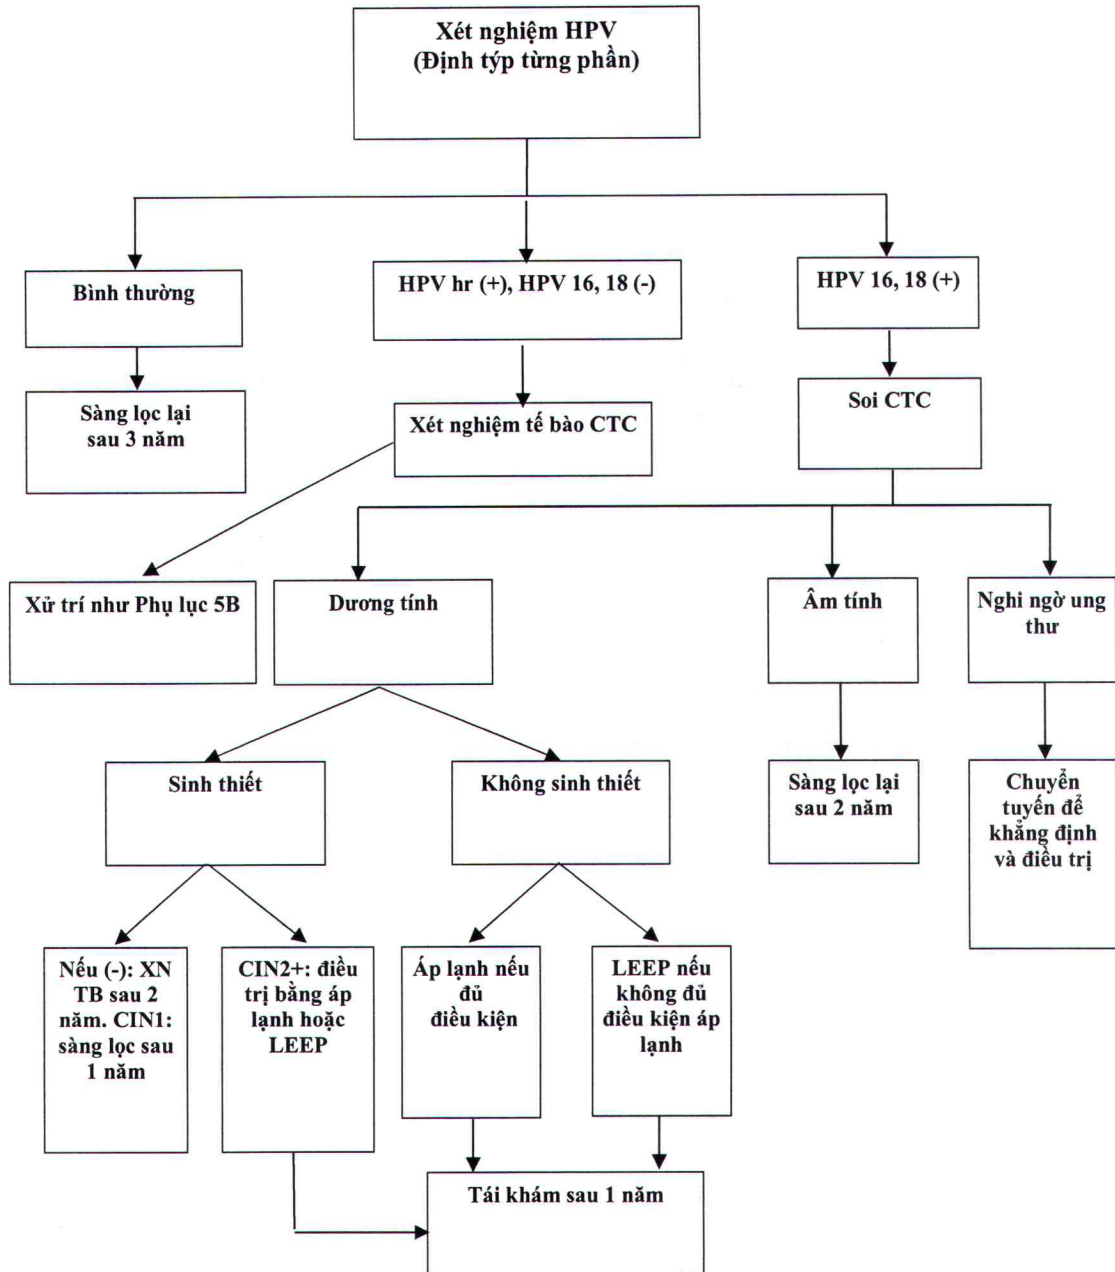 Xét nghiệm HPV
(Định týp từng phần)
Bình thường
HPV hr (+), HPV 16, 18 (-)
HPV 16, 18 (+)
Sàng lọc lại
sau 3 năm
Xét nghiệm tế bào CTC
Soi CTC
Xử trí như Phụ lục 5B
Dương tính
Âm tính
Nghi ngờ ung
thư
Sinh thiết
Không sinh thiết
Sàng lọc lại
sau 2 năm
Chuyển
tuyến để
khẳng định
và điều trị
Nếu (-): XN
TB sau 2
năm. CIN1:
sàng lọc sau
1 năm
CIN2+: điều
trị bằng áp
lạnh hoặc
LEEP
Áp lạnh nếu
đủ
điều kiện
LEEP nếu
không đủ
điều kiện áp
lạnh
Tái khám sau 1 năm